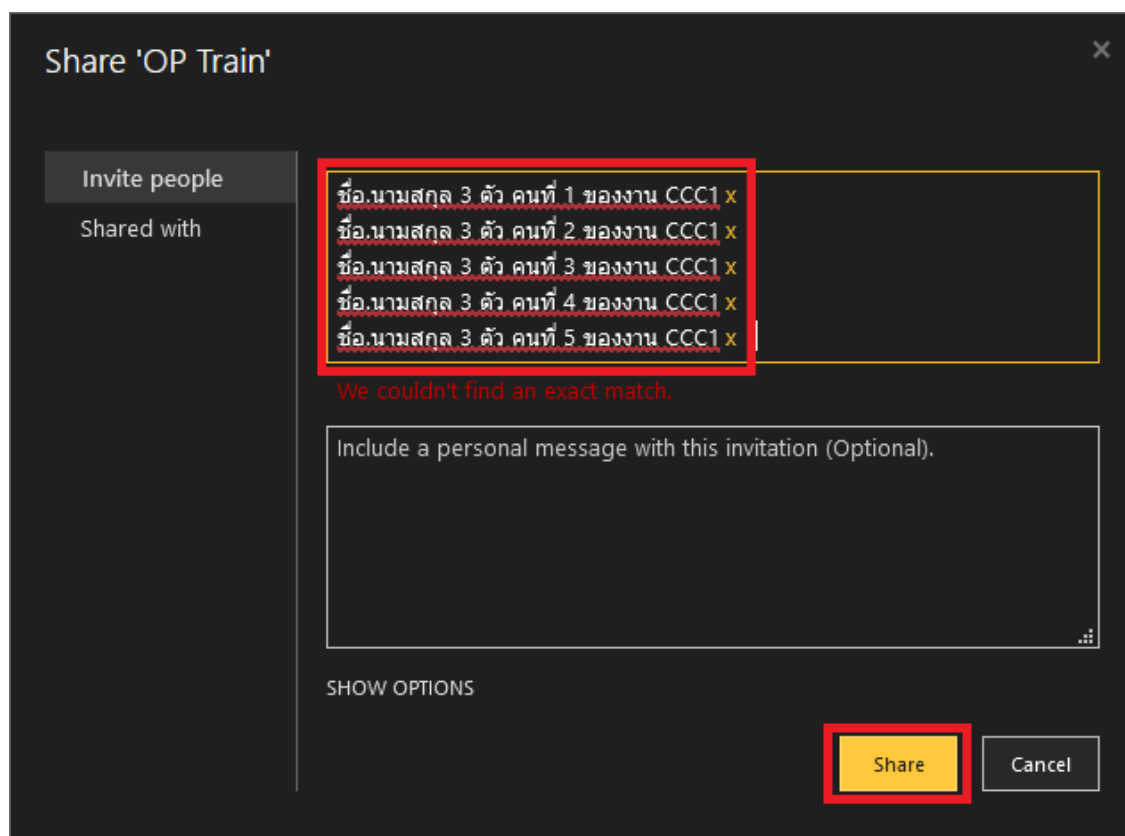 Share 'OP Train'
×
Invite people
Shared with
ชื่อ.นามสกุล 3 ตัว คนที่ 1 ของงาน CCC1 x
ชื่อ.นามสกุล 3 ตัว คนที่ 2 ของงาน CCC1 x
ชื่อ.นามสกุล 3 ตัว คนที่ 3 ของงาน CCC1 x
ชื่อ.นามสกุล 3 ตัว คนที่ 4 ของงาน CCC1 x
ชื่อ.นามสกุล 3 ตัว คนที่ 5 ของงาน CCC1 x
We couldn't find an exact match.
Include a personal message with this invitation (Optional).
SHOW OPTIONS
Share
Cancel